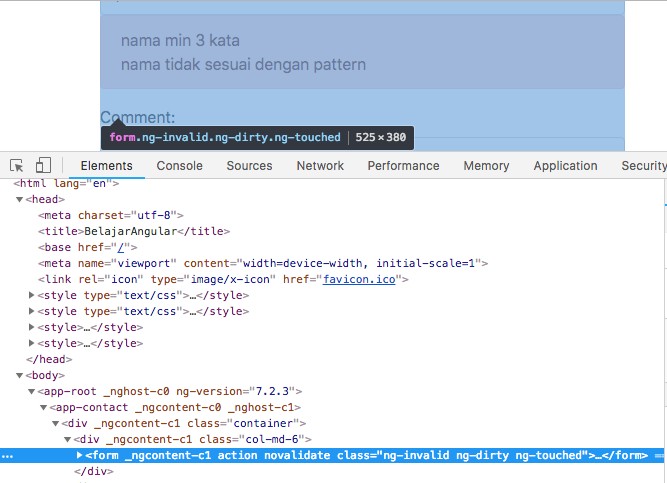 nama min 3 kata
nama tidak sesuai dengan pattern
Comment:
form.ng-invalid.ng-dirty.ng-touched | 525 × 380
Elements Console Sources Network Performance Memory Application Security
<html lang="en">
▼<head>
<meta charset="utf-8">
<title>BelajarAngular</title>
<base href="/">
<meta name="viewport" content="width=device-width, initial-scale=1">
<link rel="icon" type="image/x-icon" href="favicon.ico">
▶<style type="text/css">…</style>
▶<style type="text/css">…</style>
▶<style>…</style>
▶<style>…</style>
</head>
▼<body>
▼<app-root _nghost-c0 ng-version="7.2.3">
▼<app-contact _ngcontent-c0 _nghost-c1>
▼<div _ngcontent-c1 class="container">
▼<div _ngcontent-c1 class="col-md-6">
… ▶<form _ngcontent-c1 action novalidate class="ng-invalid ng-dirty ng-touched">…</form> ==
</div>